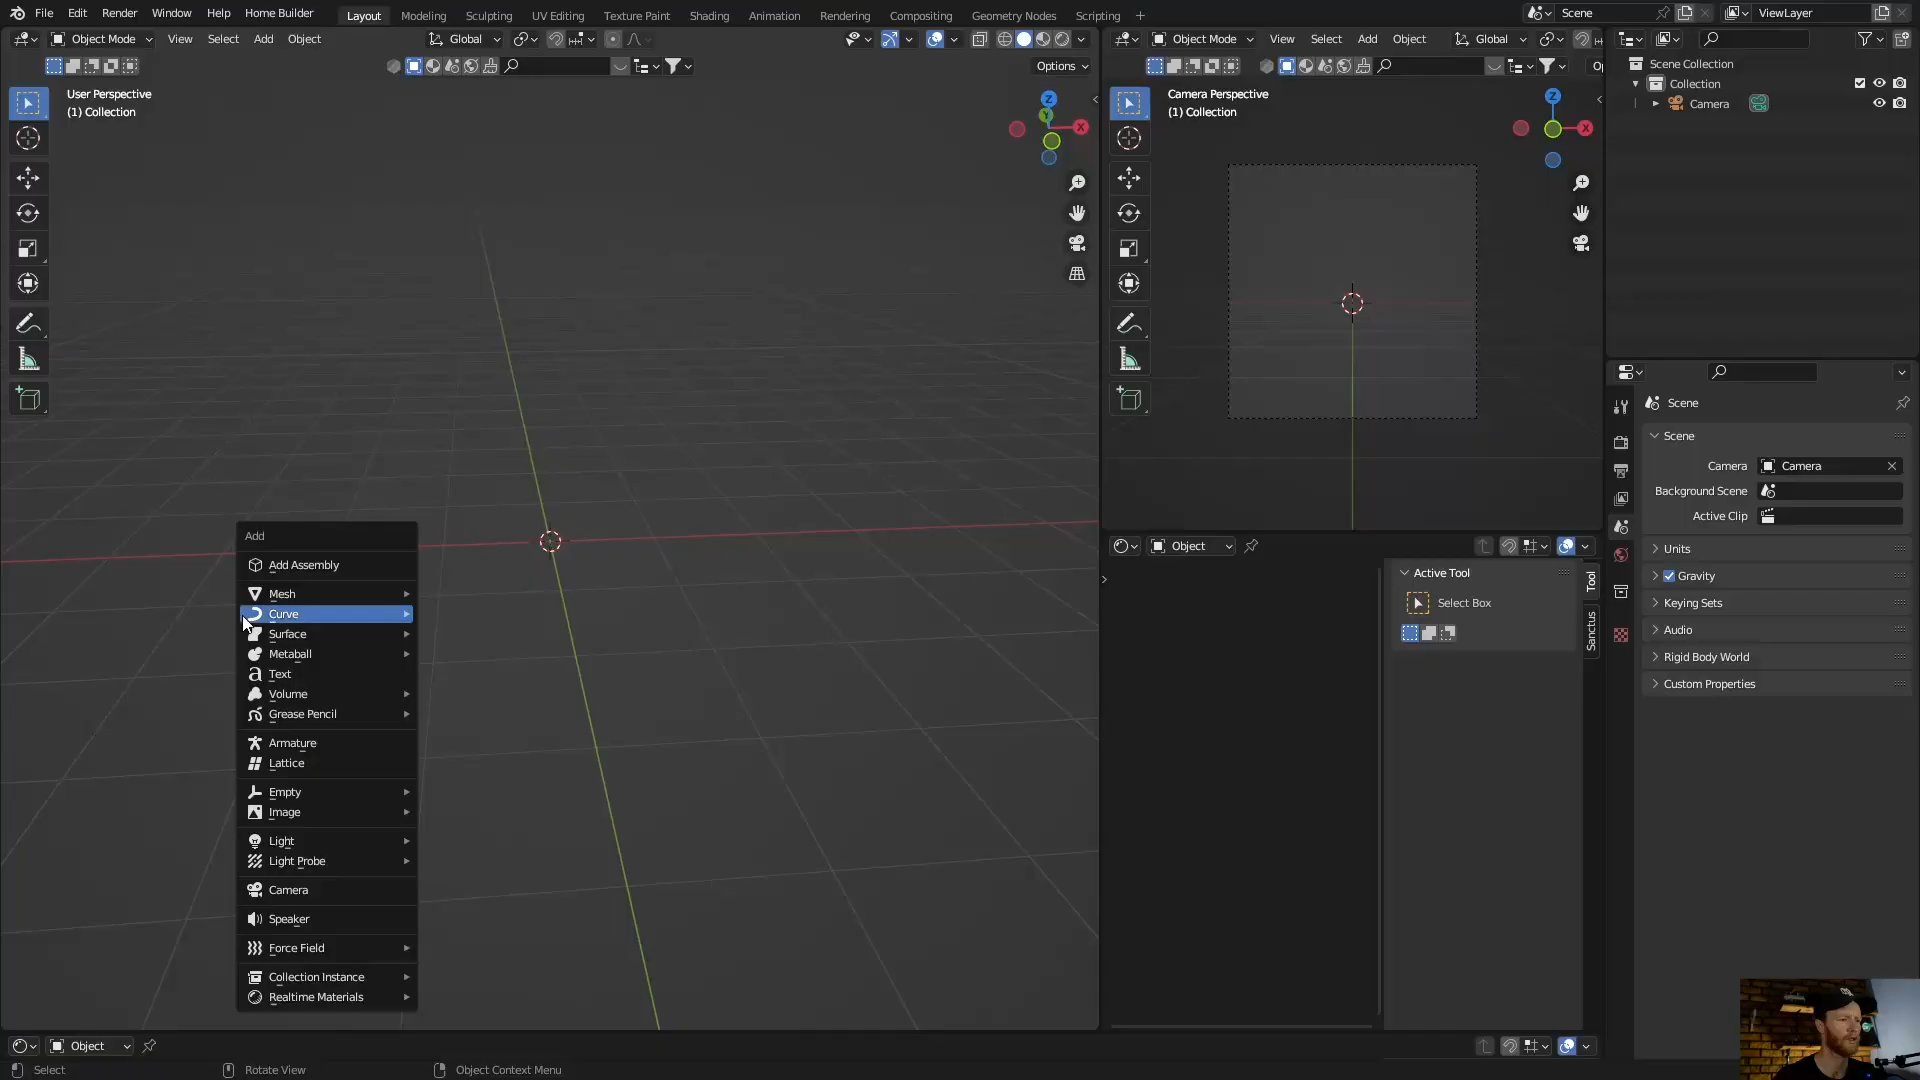 File Edit Render Window Help Home Builder Layout Modeling Sculpting UV Editing Texture Paint Shading Animation Rendering Compositing Geometry Nodes Scripting + Scene ViewLayer
Object Mode View Select Add Object Global
Options
User Perspective
(1) Collection
Z
Y
X
Add
Add Assembly
Mesh
Curve
Surface
Metaball
Text
Volume
Grease Pencil
Armature
Lattice
Empty
Image
Light
Light Probe
Camera
Speaker
Force Field
Collection Instance
Realtime Materials
Object
Select Rotate View Object Context Menu
Object Mode View Select Add Object Global
Camera Perspective
(1) Collection
Z
X
Object
Active Tool
Select Box
Tool
Sanctus
Scene Collection
Collection
Camera
Scene
Scene
Camera Camera
Background Scene
Active Clip
Units
Gravity
Keying Sets
Audio
Rigid Body World
Custom Properties